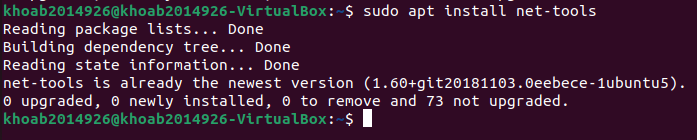 khoab2014926@khoab2014926-VirtualBox:~$ sudo apt install net-tools
Reading package lists... Done
Building dependency tree... Done
Reading state information... Done
net-tools is already the newest version (1.60+git20181103.0eebece-1ubuntu5).
0 upgraded, 0 newly installed, 0 to remove and 73 not upgraded.
khoab2014926@khoab2014926-VirtualBox:~$